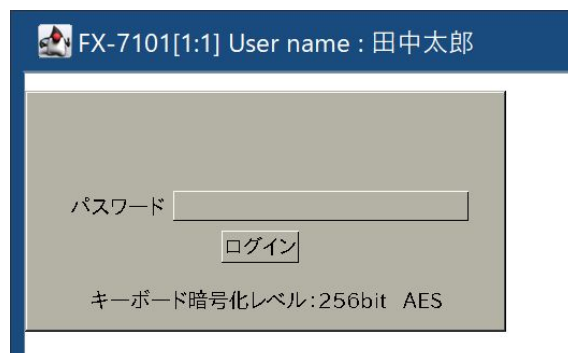 FX-7101[1:1] User name : 田中太郎
パスワード
ログイン
キーボード暗号化レベル:256bit AES